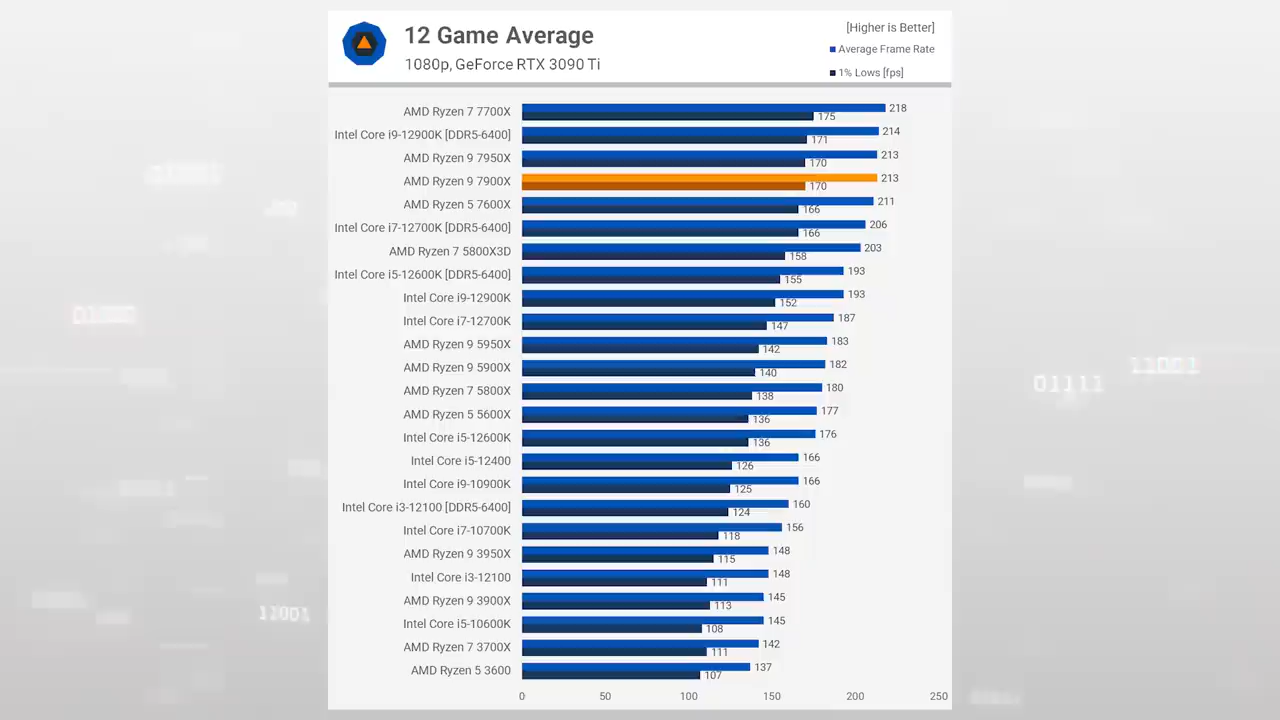 12 Game Average
1080p, GeForce RTX 3090 Ti
[Higher is Better]
Average Frame Rate
1% Lows [fps]
AMD Ryzen 7 7700X 218 175
Intel Core i9-12900K [DDR5-6400] 214 171
AMD Ryzen 9 7950X 213 170
AMD Ryzen 9 7900X 213 170
AMD Ryzen 5 7600X 211 166
Intel Core i7-12700K [DDR5-6400] 206 166
AMD Ryzen 7 5800X3D 203 158
Intel Core i5-12600K [DDR5-6400] 193 155
Intel Core i9-12900K 193 152
Intel Core i7-12700K 187 147
AMD Ryzen 9 5950X 183 142
AMD Ryzen 9 5900X 182 140
AMD Ryzen 7 5800X 180 138
AMD Ryzen 5 5600X 177 136
Intel Core i5-12600K 176 136
Intel Core i5-12400 166 126
Intel Core i9-10900K 166 125
Intel Core i3-12100 [DDR5-6400] 160 124
Intel Core i7-10700K 156 118
AMD Ryzen 9 3950X 148 115
Intel Core i3-12100 148 111
AMD Ryzen 9 3900X 145 113
Intel Core i5-10600K 145 108
AMD Ryzen 7 3700X 142 111
AMD Ryzen 5 3600 137 107
0 50 100 150 200 250
01111
11001
11001